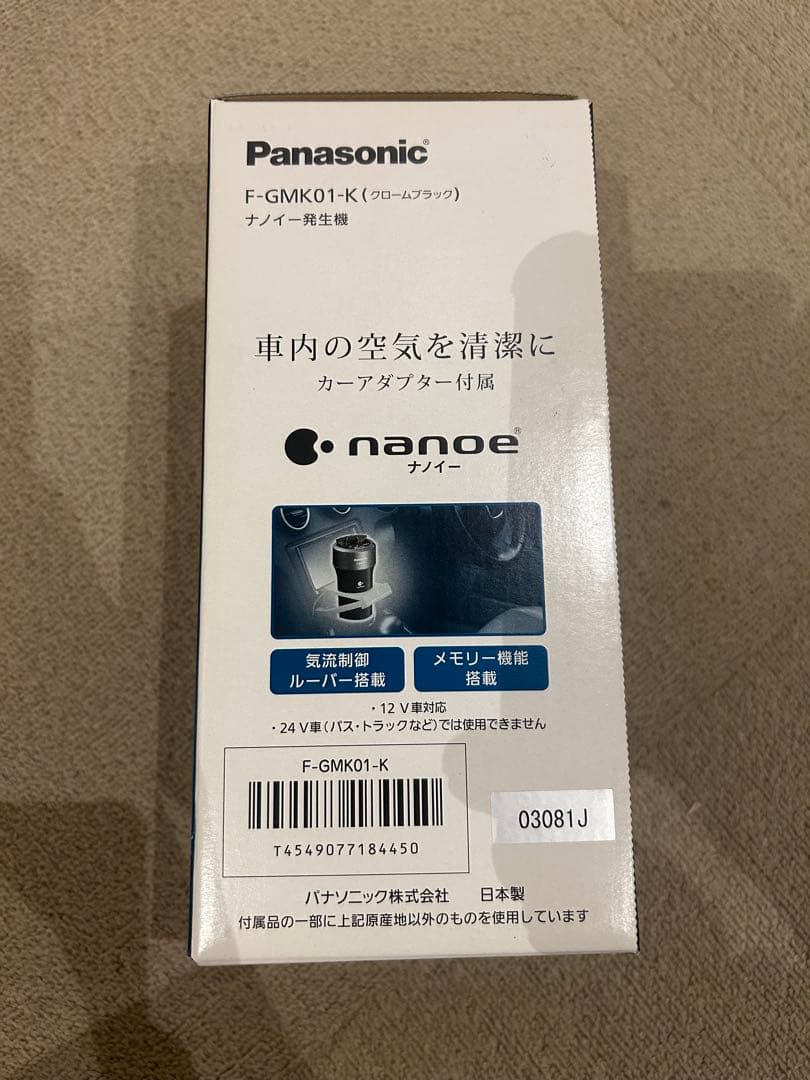 Panasonic®
F-GMK01-K(クロームブラック)
ナノイー発生機
車内の空気を清潔に
カーアダプター付属
nanoe®
ナノイー
気流制御
ルーバー搭載
メモリー機能
搭載
・12 V車対応
・24 V車(バス・トラックなど)では使用できません
F-GMK01-K
T4549077184450
03081J
パナソニック株式会社 日本製
付属品の一部に上記原産地以外のものを使用しています